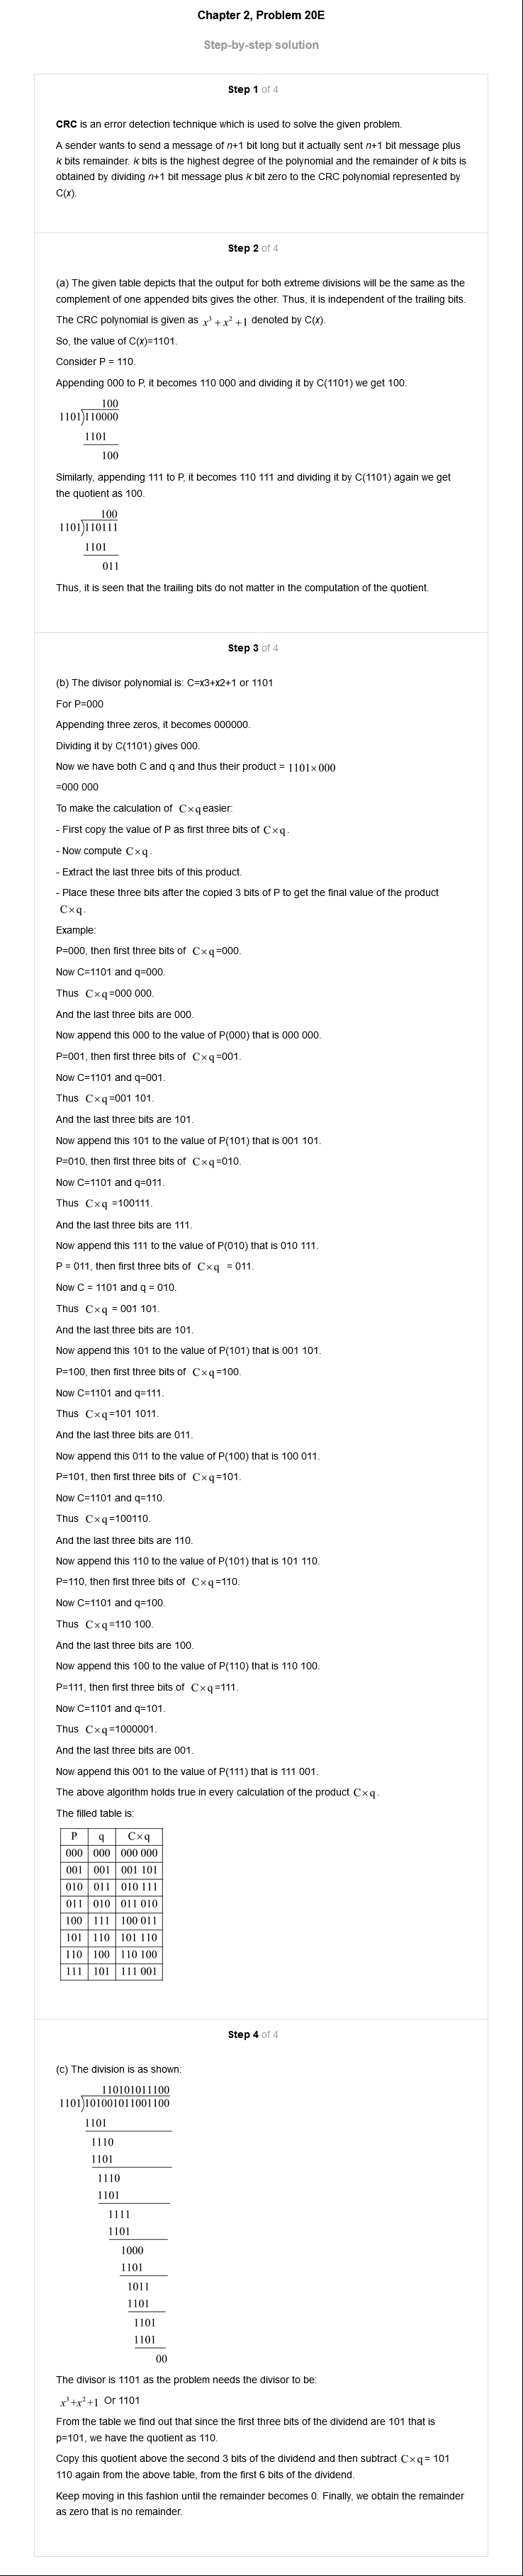 Chapter 2, Problem 20E
Step-by-step solution
Step 1 of 4
CRC is an error detection technique which is used to solve the given problem.
A sender wants to send a message of n+1 bit long but it actually sent n+1 bit message plus
k bits remainder. k bits is the highest degree of the polynomial and the remainder of k bits is
obtained by dividing n+1 bit message plus k bit zero to the CRC polynomial represented by
C(x).
Step 2 of 4
(a) The given table depicts that the output for both extreme divisions will be the same as the
complement of one appended bits gives the other. Thus, it is independent of the trailing bits.
The CRC polynomial is given as x³ + x² + 1 denoted by C(x).
So, the value of C(x)=1101.
Consider P = 110.
Appending 000 to P, it becomes 110 000 and dividing it by C(1101) we get 100.
100
1101)110000
1101
100
Similarly, appending 111 to P, it becomes 110 111 and dividing it by C(1101) again we get
the quotient as 100.
100
1101)110111
1101
011
Thus, it is seen that the trailing bits do not matter in the computation of the quotient.
Step 3 of 4
(b) The divisor polynomial is: C=x3+x2+1 or 1101
For P=000
Appending three zeros, it becomes 000000.
Dividing it by C(1101) gives 000.
Now we have both C and q and thus their product = 1101×000
=000 000
To make the calculation of C×q easier:
- First copy the value of P as first three bits of C×q.
- Now compute C×q.
- Extract the last three bits of this product.
- Place these three bits after the copied 3 bits of P to get the final value of the product
C×q.
Example:
P=000, then first three bits of C×q=000.
Now C=1101 and q=000.
Thus C×q=000 000.
And the last three bits are 000.
Now append this 000 to the value of P(000) that is 000 000.
P=001, then first three bits of C×q=001.
Now C=1101 and q=001.
Thus C×q=001 101.
And the last three bits are 101.
Now append this 101 to the value of P(101) that is 001 101.
P=010, then first three bits of C×q=010.
Now C=1101 and q=011.
Thus C×q =100111.
And the last three bits are 111.
Now append this 111 to the value of P(010) that is 010 111.
P = 011, then first three bits of C×q = 011.
Now C = 1101 and q = 010.
Thus C×q = 001 101.
And the last three bits are 101.
Now append this 101 to the value of P(101) that is 001 101.
P=100, then first three bits of C×q=100.
Now C=1101 and q=111.
Thus C×q=101 1011.
And the last three bits are 011.
Now append this 011 to the value of P(100) that is 100 011.
P=101, then first three bits of C×q=101.
Now C=1101 and q=110.
Thus C×q=100110.
And the last three bits are 110.
Now append this 110 to the value of P(101) that is 101 110.
P=110, then first three bits of C×q=110.
Now C=1101 and q=100.
Thus C×q=110 100.
And the last three bits are 100.
Now append this 100 to the value of P(110) that is 110 100.
P=111, then first three bits of C×q=111.
Now C=1101 and q=101.
Thus C×q=1000001.
And the last three bits are 001.
Now append this 001 to the value of P(111) that is 111 001.
The above algorithm holds true in every calculation of the product C×q.
The filled table is:
P q C×q
000 000 000 000
001 001 001 101
010 011 010 111
011 010 011 010
100 111 100 011
101 110 101 110
110 100 110 100
111 101 111 001
Step 4 of 4
(c) The division is as shown:
110101011100
1101)101001011001100
1101
1110
1101
1110
1101
1111
1101
1000
1101
1011
1101
1101
1101
00
The divisor is 1101 as the problem needs the divisor to be:
x³+x²+1 Or 1101
From the table we find out that since the first three bits of the dividend are 101 that is
p=101, we have the quotient as 110.
Copy this quotient above the second 3 bits of the dividend and then subtract C×q= 101
110 again from the above table, from the first 6 bits of the dividend.
Keep moving in this fashion until the remainder becomes 0. Finally, we obtain the remainder
as zero that is no remainder.